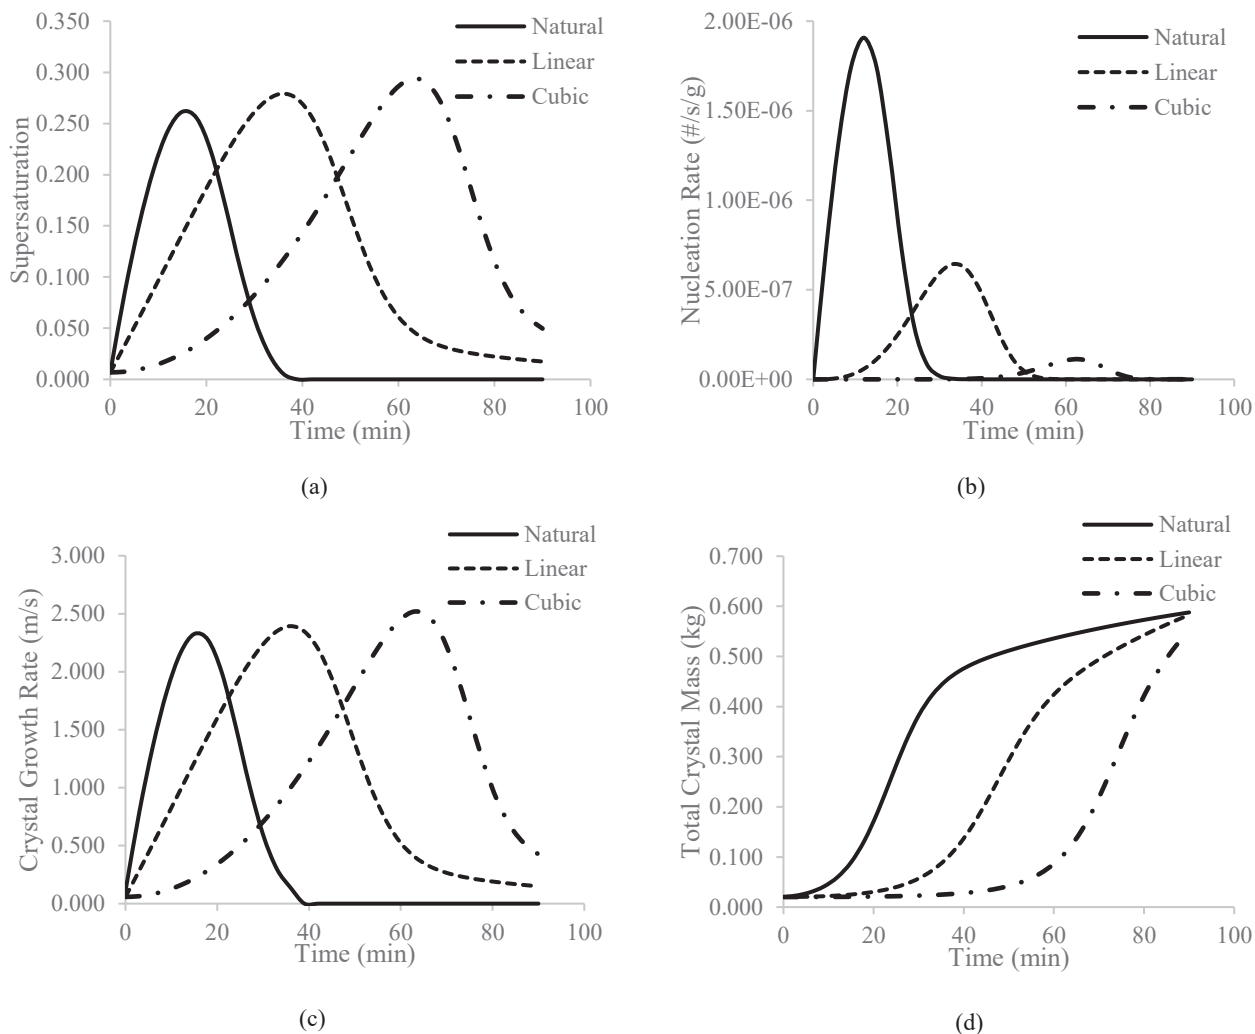 0.350
0.300
0.250
0.200
0.150
0.100
0.050
0.000
0 20 40 60 80 100
Supersaturation
Time (min)
Natural
Linear
Cubic
(a)
2.00E-06
1.50E-06
1.00E-06
5.00E-07
0.00E+00
0 20 40 60 80 100
Nucleation Rate (#/s/g)
Time (min)
Natural
Linear
Cubic
(b)
3.000
2.500
2.000
1.500
1.000
0.500
0.000
0 20 40 60 80 100
Crystal Growth Rate (m/s)
Time (min)
Natural
Linear
Cubic
(c)
0.700
0.600
0.500
0.400
0.300
0.200
0.100
0.000
0 20 40 60 80 100
Total Crystal Mass (kg)
Time (min)
Natural
Linear
Cubic
(d)